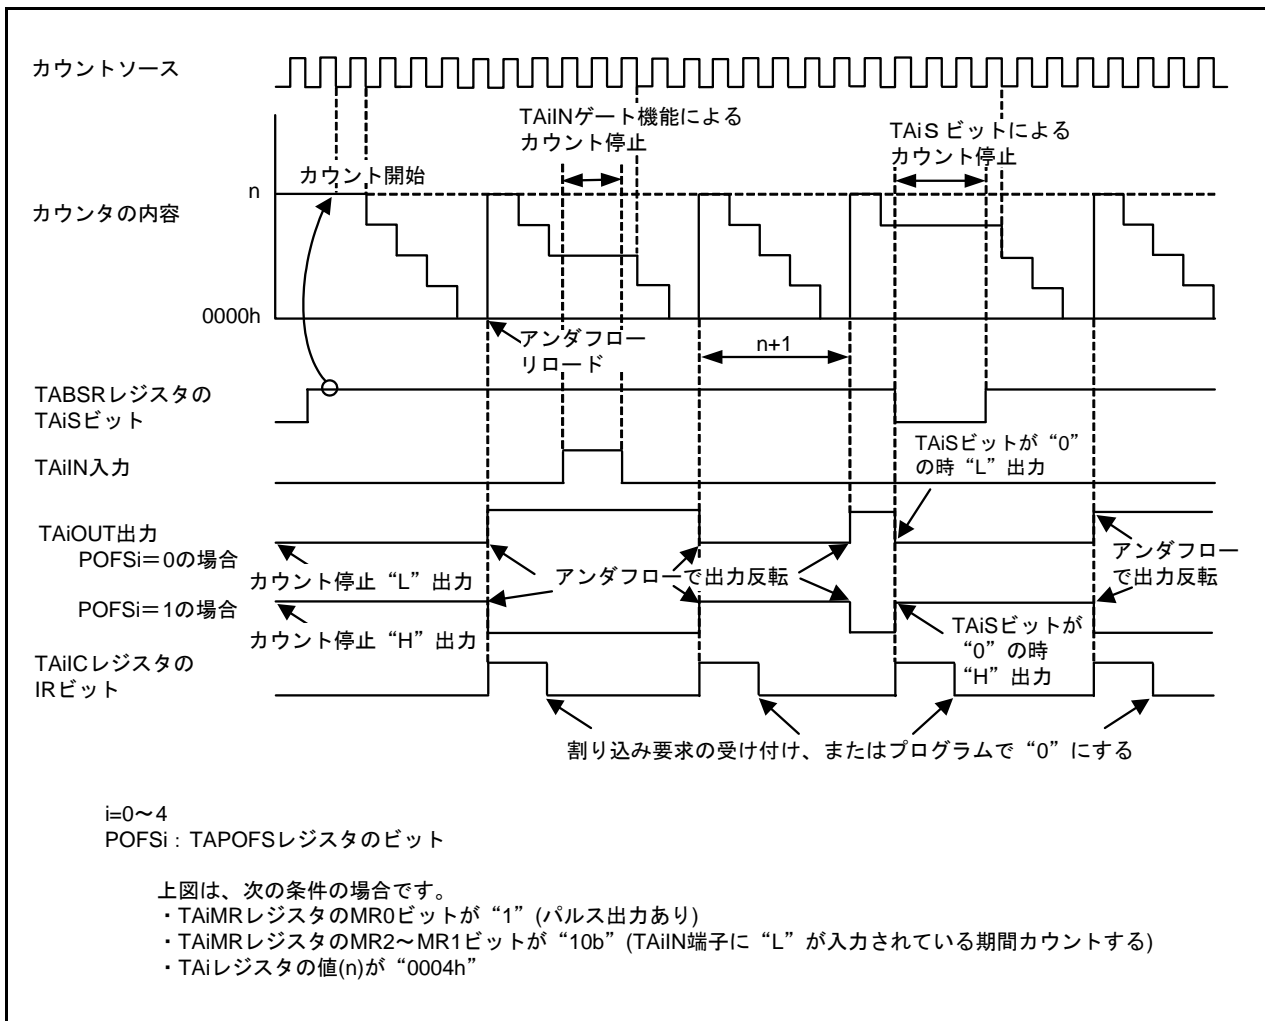 カウントソース
TAiINゲート機能による
カウント停止
TAiSビットによる
カウント停止
カウント開始
n
カウンタの内容
0000h
アンダフロー
リロード
n+1
TABSRレジスタの
TAiSビット
TAiSビットが“0”
の時“L”出力
TAiIN入力
TAiOUT出力
POFSi=0の場合
カウント停止“L”出力
アンダフローで出力反転
アンダフロー
で出力反転
POFSi=1の場合
カウント停止“H”出力
TAiSビットが
“0”の時
“H”出力
TAiICレジスタの
IRビット
割り込み要求の受け付け、またはプログラムで“0”にする
i=0～4
POFSi：TAPOFSレジスタのビット
上図は、次の条件の場合です。
・TAiMRレジスタのMR0ビットが“1”(パルス出力あり)
・TAiMRレジスタのMR2～MR1ビットが“10b”(TAiIN端子に“L”が入力されている期間カウントする)
・TAiレジスタの値(n)が“0004h”